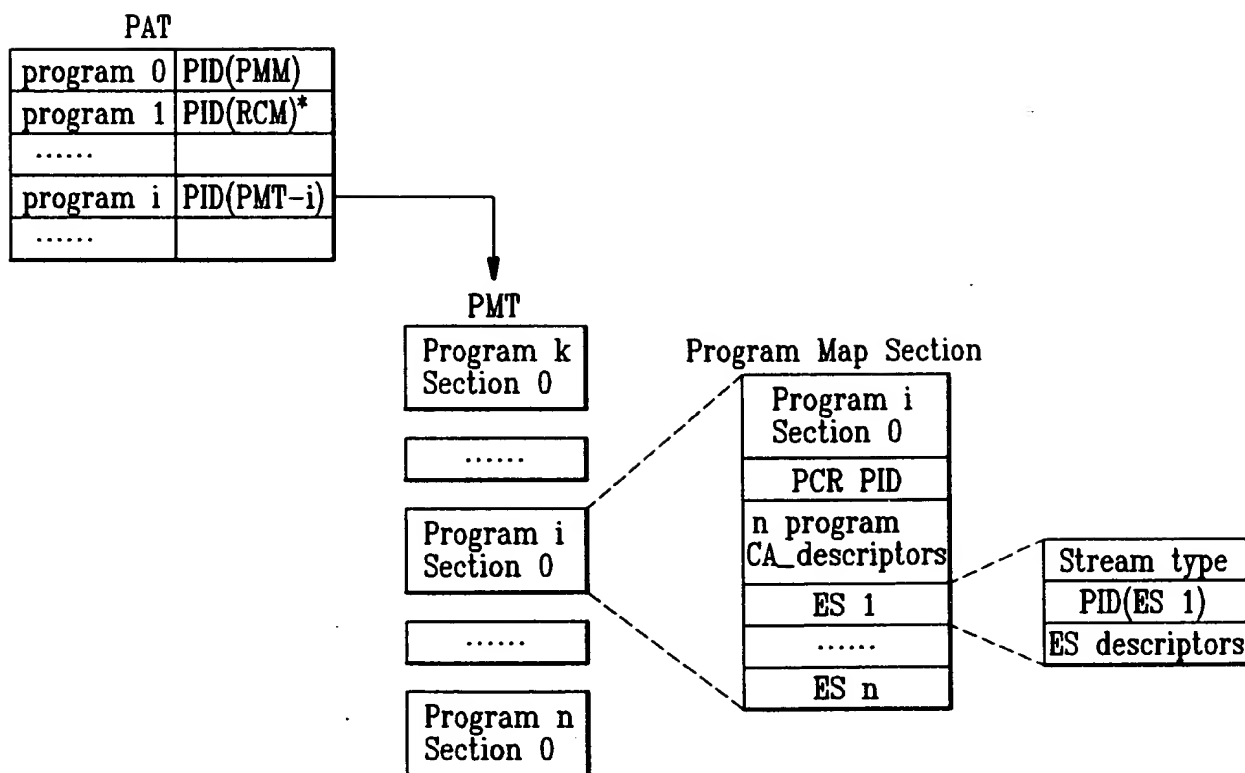 PAT
program 0 PID(PMM)
program 1 PID(RCM)*
......
program i PID(PMT-i)
......
PMT
Program k
Section 0
......
Program i
Section 0
......
Program n
Section 0
Program Map Section
Program i
Section 0
PCR PID
n program
CA_descriptors
ES 1
......
ES n
Stream type
PID(ES 1)
ES descriptors